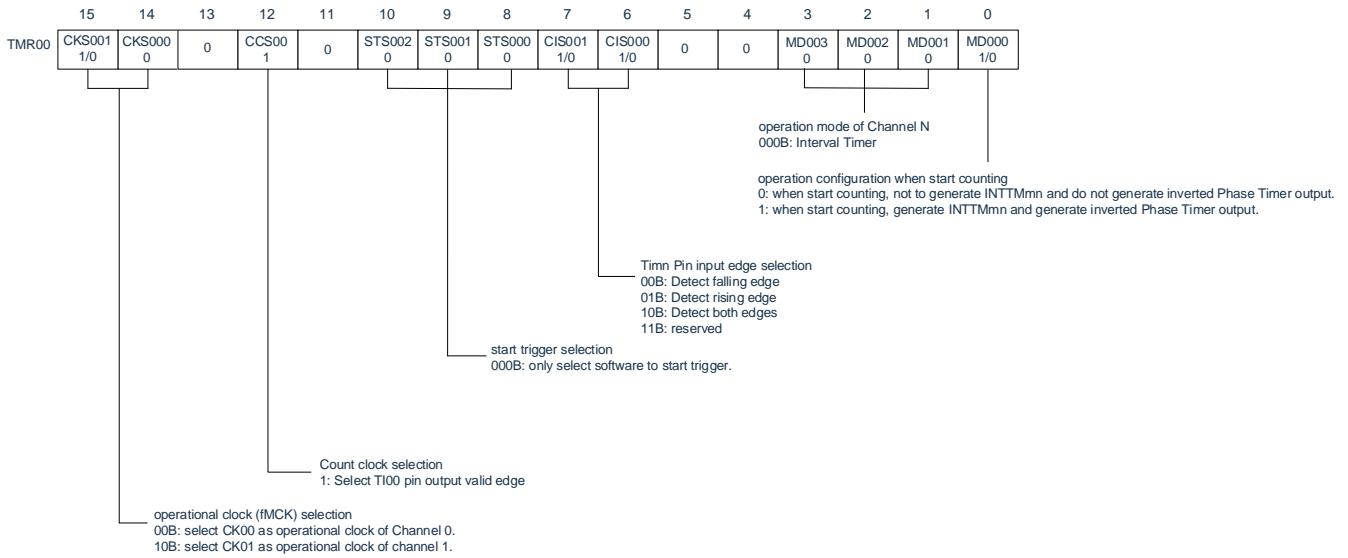 15 14 13 12 11 10 9 8 7 6 5 4 3 2 1 0
TMR00 CKS001 CKS000 0 CCS00 0 STS002 STS001 STS000 CIS001 CIS000 0 0 MD003 MD002 MD001 MD000
1/0 0 1 0 0 0 1/0 1/0 0 0 0 1/0
operation mode of Channel N
000B: Interval Timer
operation configuration when start counting
0: when start counting, not to generate INTTMmn and do not generate inverted Phase Timer output.
1: when start counting, generate INTTMmn and generate inverted Phase Timer output.
Timn Pin input edge selection
00B: Detect falling edge
01B: Detect rising edge
10B: Detect both edges
11B: reserved
start trigger selection
000B: only select software to start trigger.
Count clock selection
1: Select TI00 pin output valid edge
operational clock (fMCK) selection
00B: select CK00 as operational clock of Channel 0.
10B: select CK01 as operational clock of channel 1.